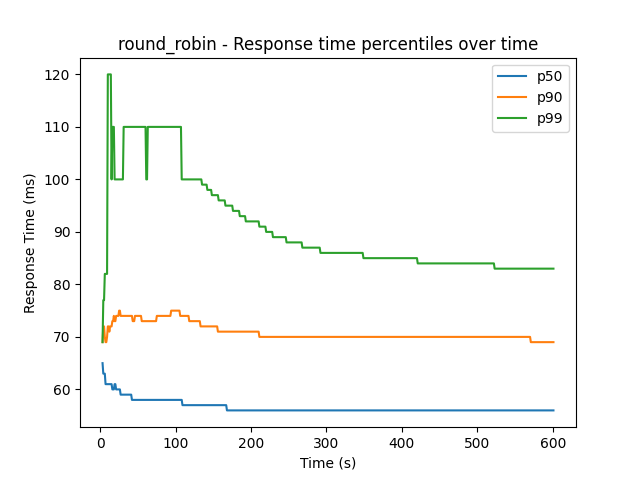 round_robin - Response time percentiles over time
p50
p90
p99
Response Time (ms)
120
110
100
90
80
70
60
0 100 200 300 400 500 600
Time (s)